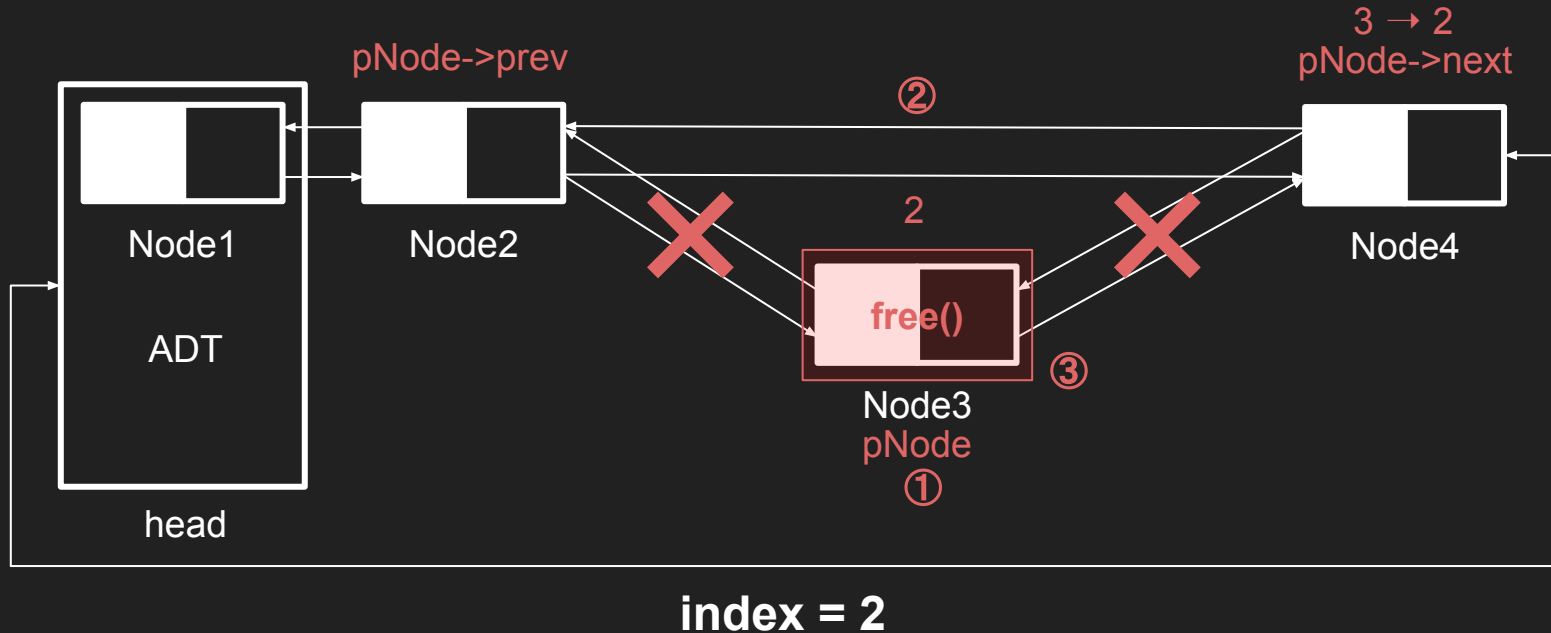 3 → 2
pNode->prev
pNode->next
②
Node1
Node2
2
Node4
free()
ADT
③
Node3
pNode
①
head
index = 2